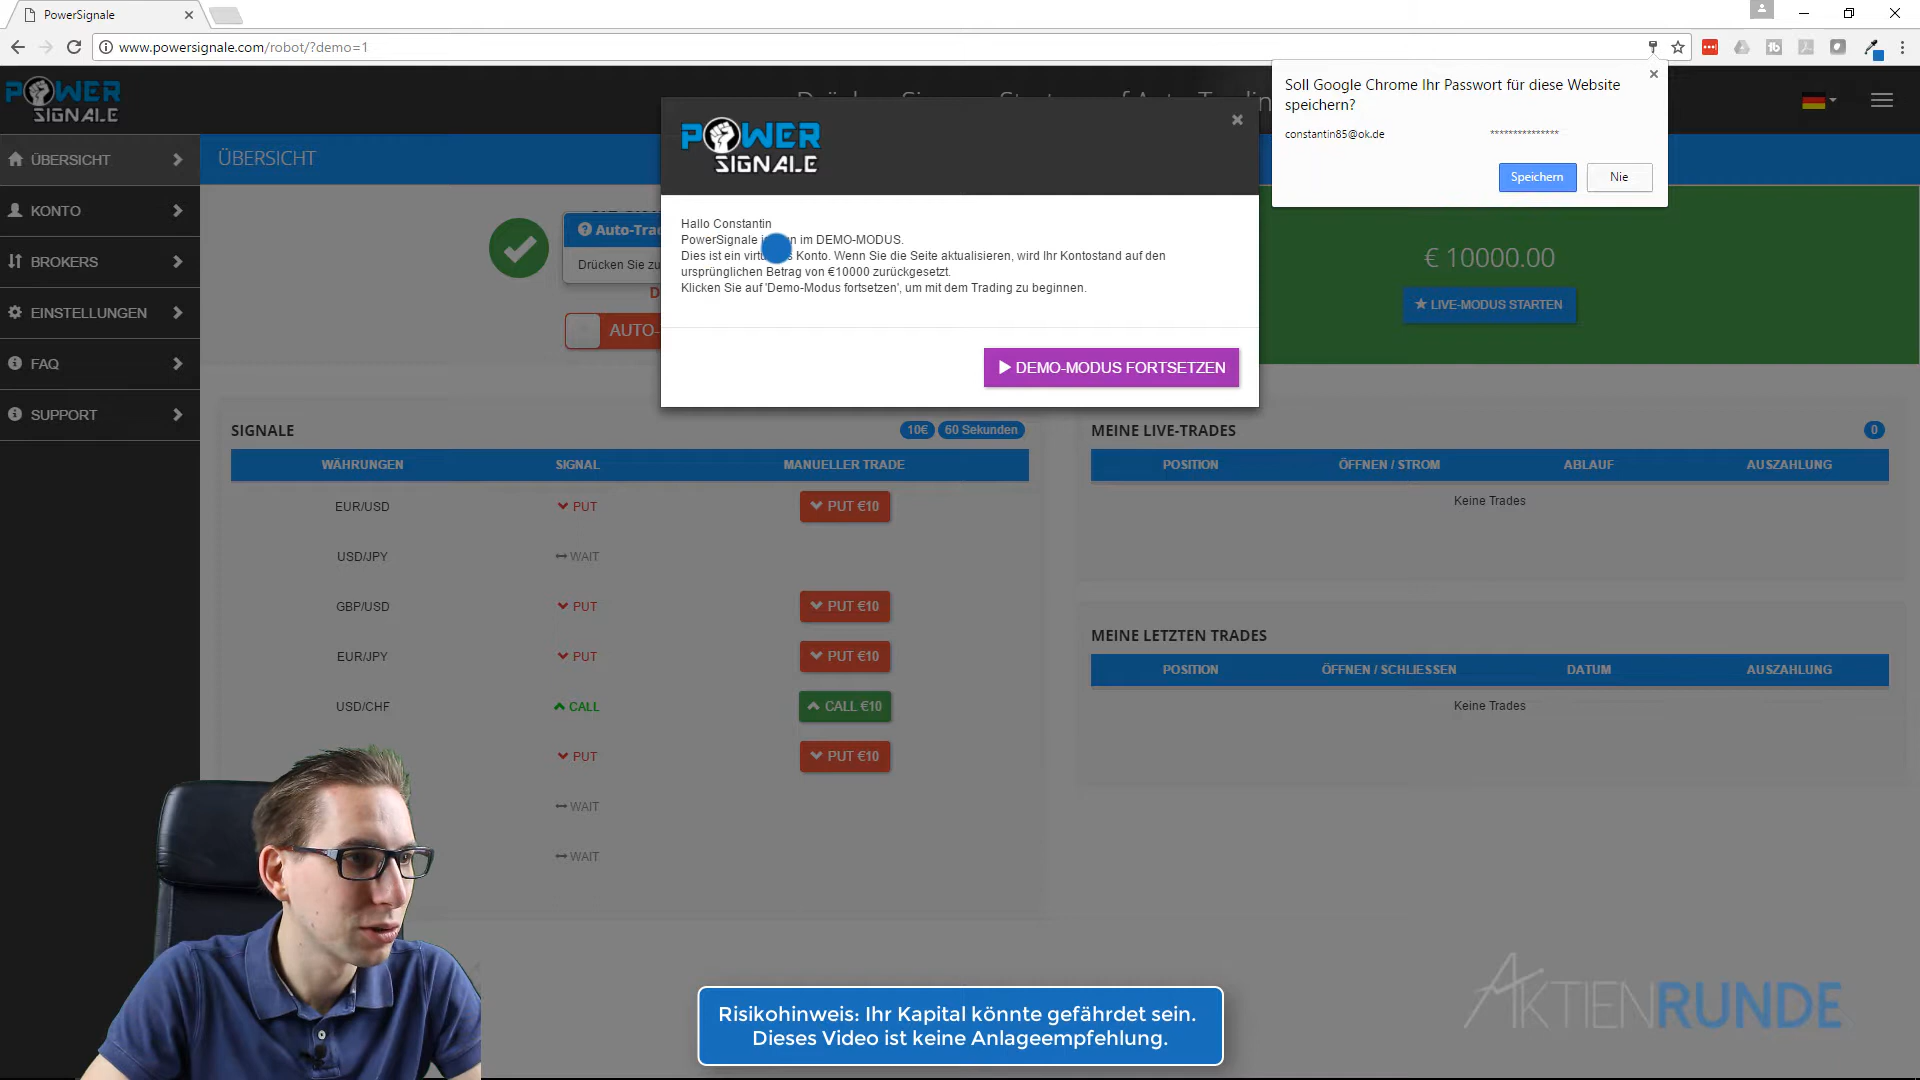 PowerSignale
www.powersignale.com/robot/?demo=1
Soll Google Chrome Ihr Passwort für diese Website
speichern?
constantin85@ok.de
**************
Speichern
Nie
POWER
SIGNALE
ÜBERSICHT
KONTO
BROKERS
EINSTELLUNGEN
FAQ
SUPPORT
ÜBERSICHT
Drücken Sie zu
AUTO-
POWER
SIGNALE
Hallo Constantin
PowerSignale im DEMO-MODUS.
Dies ist ein Konto. Wenn Sie die Seite aktualisieren, wird Ihr Kontostand auf den
ursprünglichen Betrag von €10000 zurückgesetzt.
Klicken Sie auf 'Demo-Modus fortsetzen', um mit dem Trading zu beginnen.
DEMO-MODUS FORTSETZEN
€ 10000.00
LIVE-MODUS STARTEN
SIGNALE
10€ 60 Sekunden
WÄHRUNGEN SIGNAL MANUELLER TRADE
EUR/USD PUT PUT €10
USD/JPY WAIT
GBP/USD PUT PUT €10
EUR/JPY PUT PUT €10
USD/CHF CALL CALL €10
PUT PUT €10
WAIT
WAIT
MEINE LIVE-TRADES 0
POSITION ÖFFNEN / STROM ABLAUF AUSZAHLUNG
Keine Trades
MEINE LETZTEN TRADES
POSITION ÖFFNEN / SCHLIESSEN DATUM AUSZAHLUNG
Keine Trades
Risikohinweis: Ihr Kapital könnte gefährdet sein.
Dieses Video ist keine Anlageempfehlung.
AKTIENRUNDE